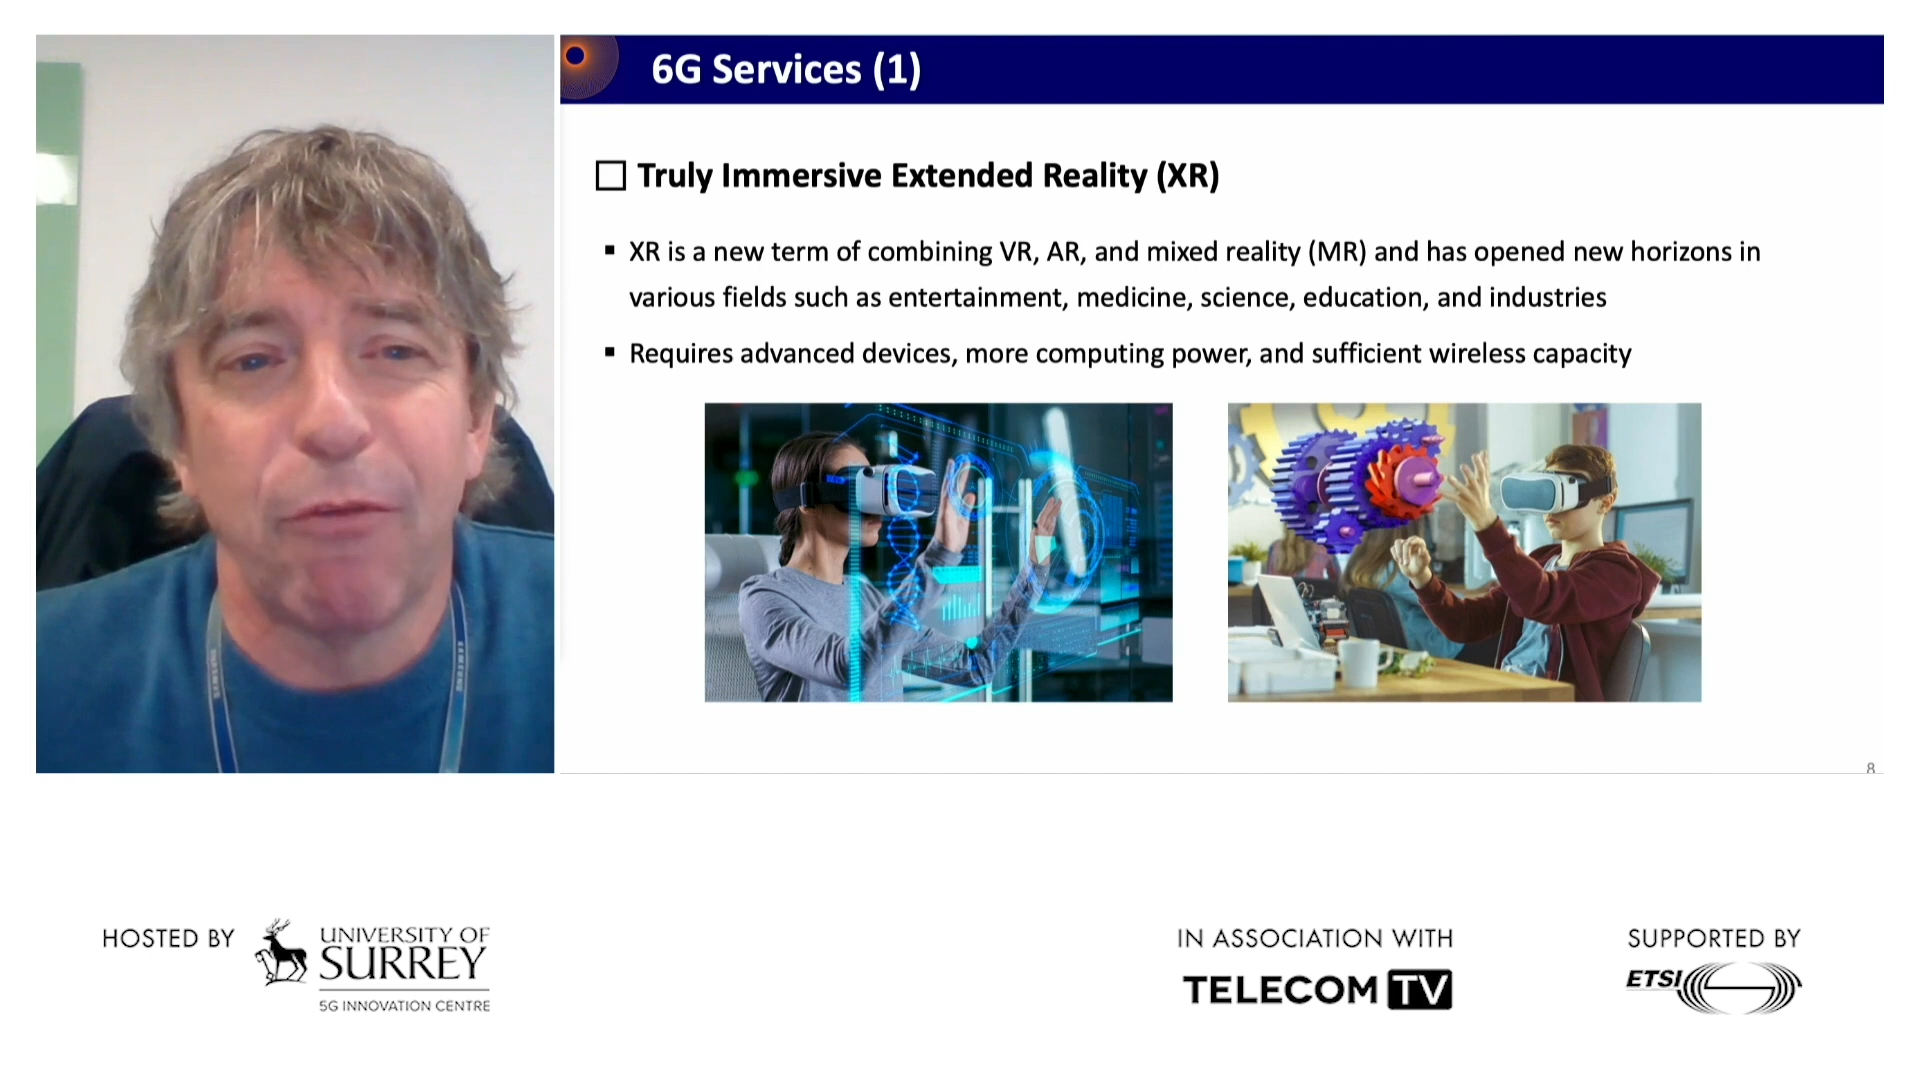 6G Services (1)
Truly Immersive Extended Reality (XR)
XR is a new term of combining VR, AR, and mixed reality (MR) and has opened new horizons in
various fields such as entertainment, medicine, science, education, and industries
Requires advanced devices, more computing power, and sufficient wireless capacity
8
HOSTED BY
UNIVERSITY OF
SURREY
5G INNOVATION CENTRE
IN ASSOCIATION WITH
TELECOM TV
SUPPORTED BY
ETSI